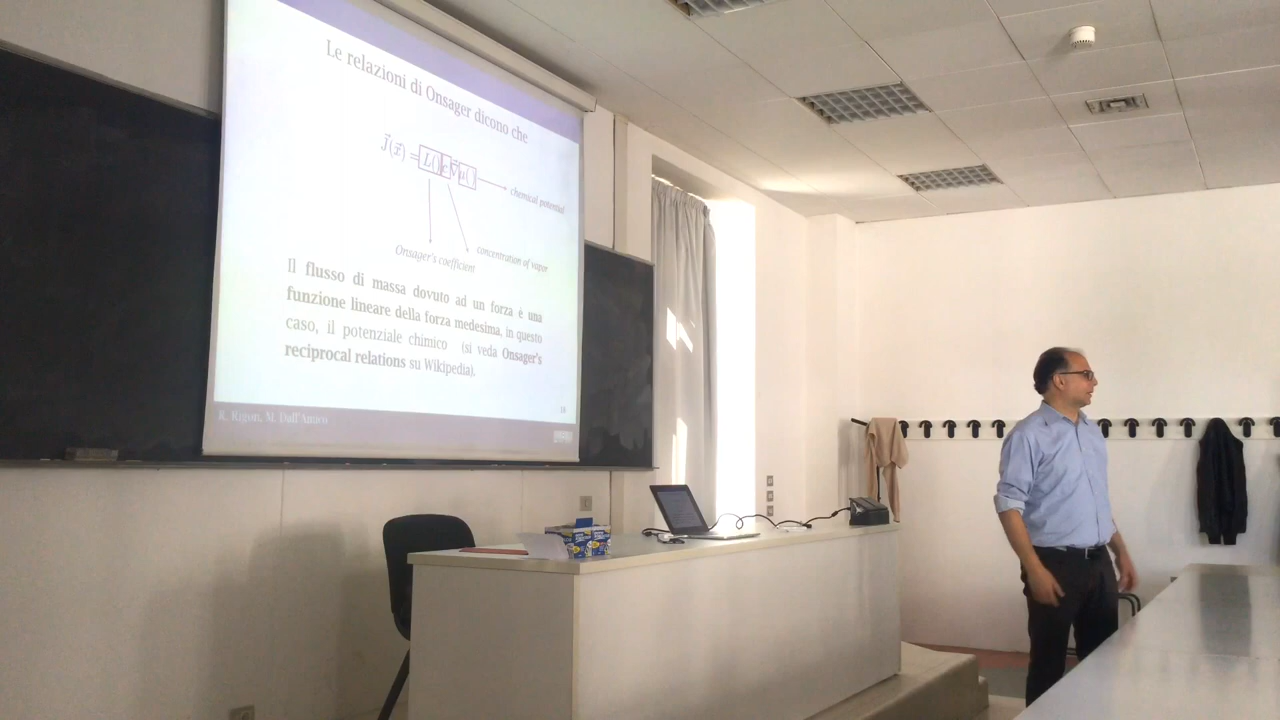 Le relazioni di Onsager dicono che
J⃗(x⃗) = L() c ∇⃗ μ( )
chemical potential
Onsager's coefficient
concentration of vapor
Il flusso di massa dovuto ad un forza è una
funzione lineare della forza medesima, in questo
caso, il potenziale chimico (si veda Onsager's
reciprocal relations su Wikipedia).
R. Rigon, M. Dall'Amico